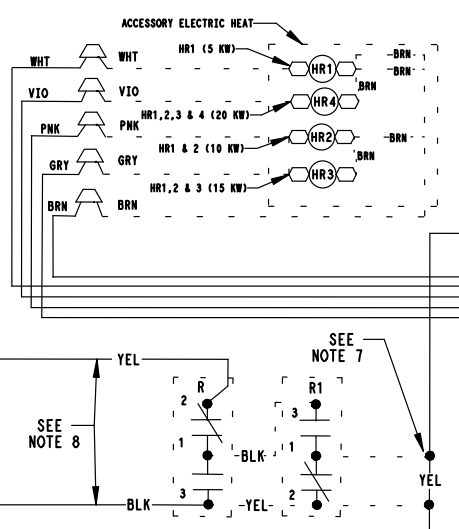 ACCESSORY ELECTRIC HEAT
HR1 (5 KW)
BRN
WHT
WHT
HR1
BRN
BRN
VIO
VIO
HR1,2,3 & 4 (20 KW)
HR4
PNK
PNK
HR1 & 2 (10 KW)
HR2
BRN
BRN
GRY
GRY
HR1,2 & 3 (15 KW)
HR3
BRN
BRN
SEE
NOTE 7
YEL
R
R1
2
3
SEE
NOTE 8
1
BLK
1
YEL
3
BLK
YEL
2